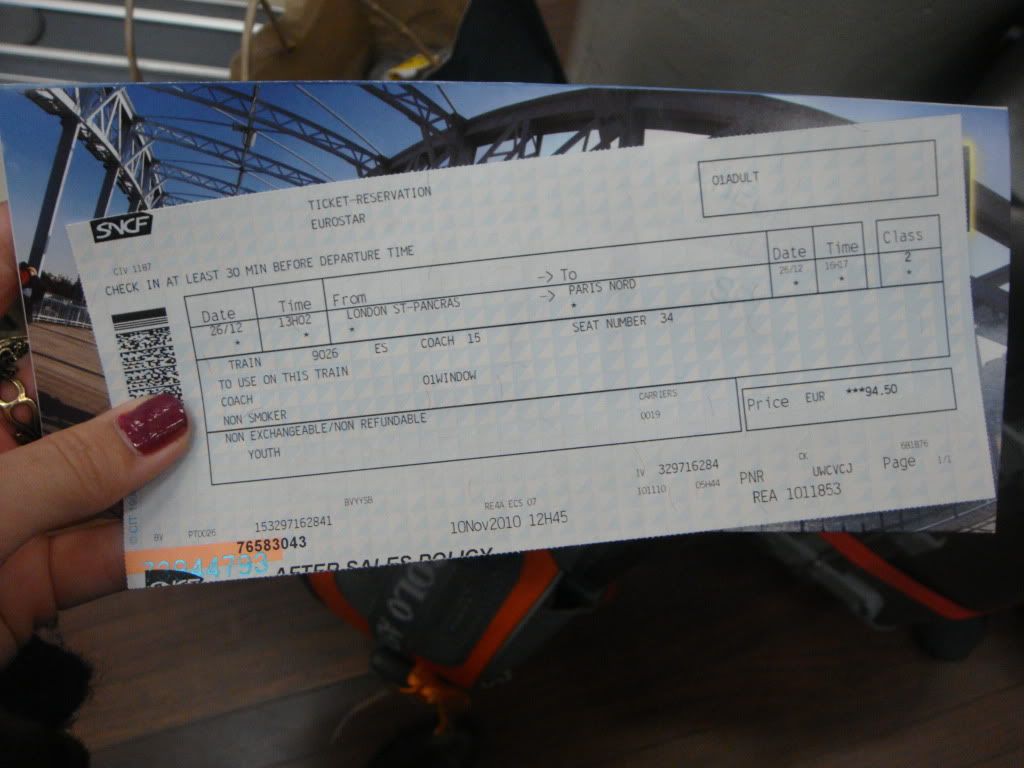 SNCF
TICKET-RESERVATION
EUROSTAR
01ADULT
CIV 1187
CHECK IN AT LEAST 30 MIN BEFORE DEPARTURE TIME
Date Time From -> To Date Time Class
26/12 13H02 LONDON ST-PANCRAS -> PARIS NORD 26/12 16H17 2
* * * * * * *
TRAIN 9026 ES COACH 15 SEAT NUMBER 34
TO USE ON THIS TRAIN
COACH 01WINDOW
NON SMOKER
NON EXCHANGEABLE/NON REFUNDABLE
YOUTH
CARRIERS
0019
Price EUR ***94.50
BVYYSB
IV 329716284
101110 05H44
PNR
CK
UWCVCJ
REA 1011853
6B1B76
Page 1/1
BV PT0026
153297162841
RE4A ECS 07
10Nov2010 12H45
76583043
AFTER SALES POLICY